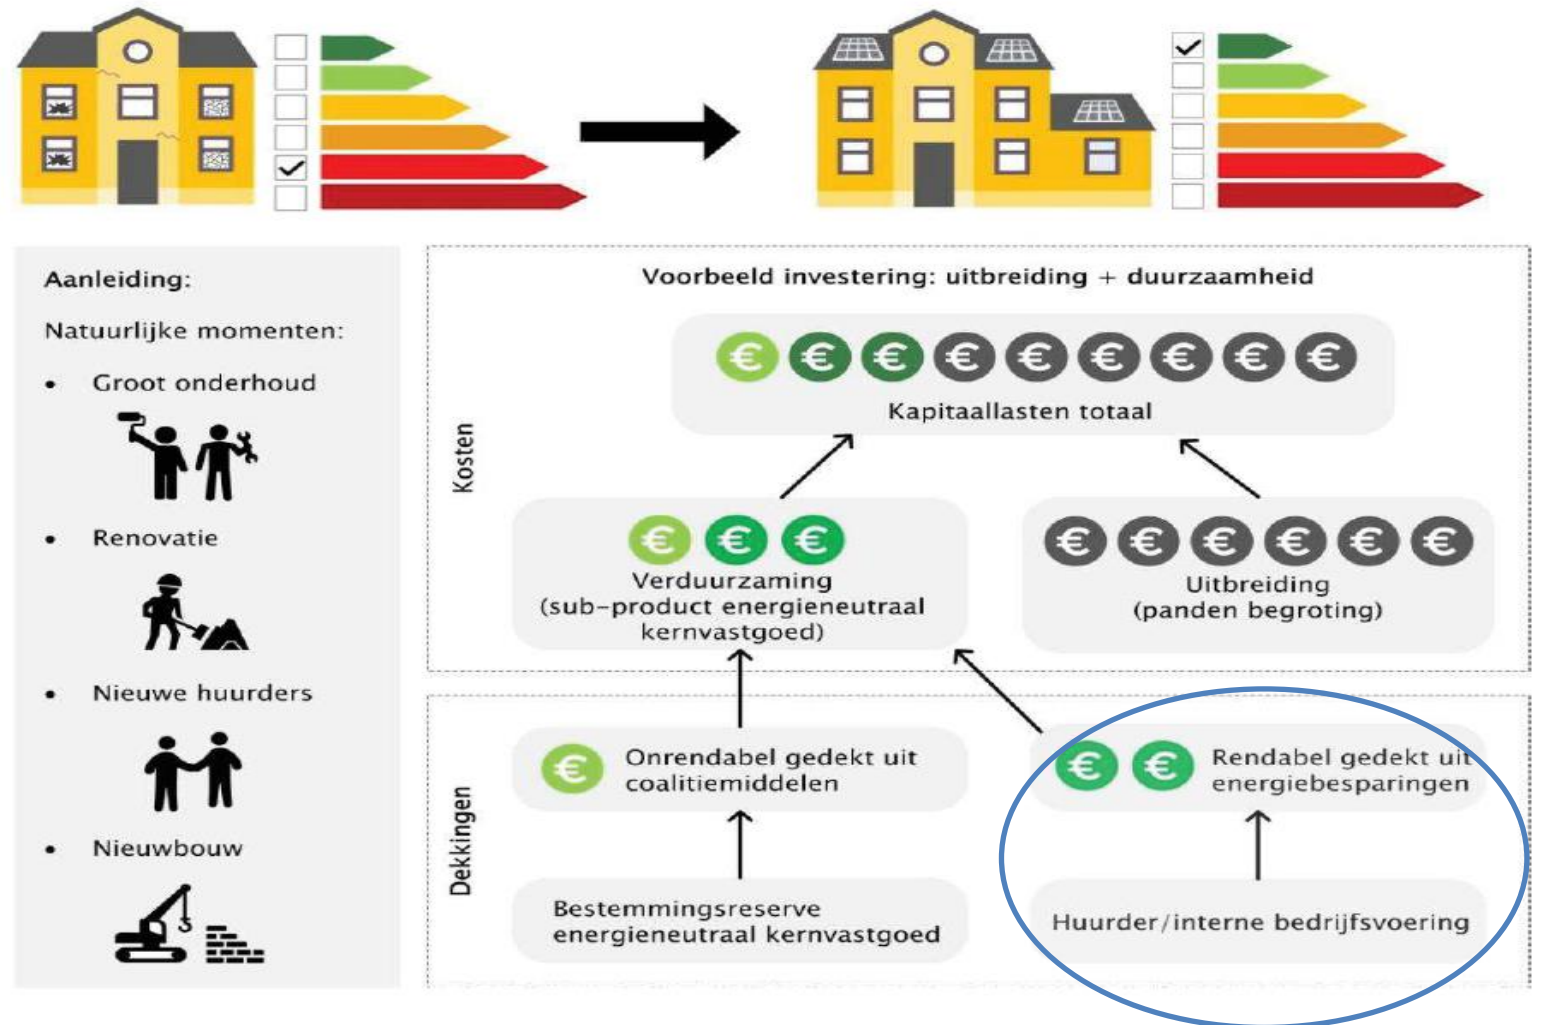 Aanleiding:
Natuurlijke momenten:
• Groot onderhoud
• Renovatie
• Nieuwe huurders
• Nieuwbouw
Voorbeeld investering: uitbreiding + duurzaamheid
Kosten
€ € € € € € € € €
Kapitaallasten totaal
€ € €
Verduurzaming
(sub-product energieneutraal
kernvastgoed)
€ € € € € €
Uitbreiding
(panden begroting)
Dekkingen
€
Onrendabel gedekt uit
coalitiemiddelen
€ €
Rendabel gedekt uit
energiebesparingen
Bestemmingsreserve
energieneutraal kernvastgoed
Huurder/interne bedrijfsvoering